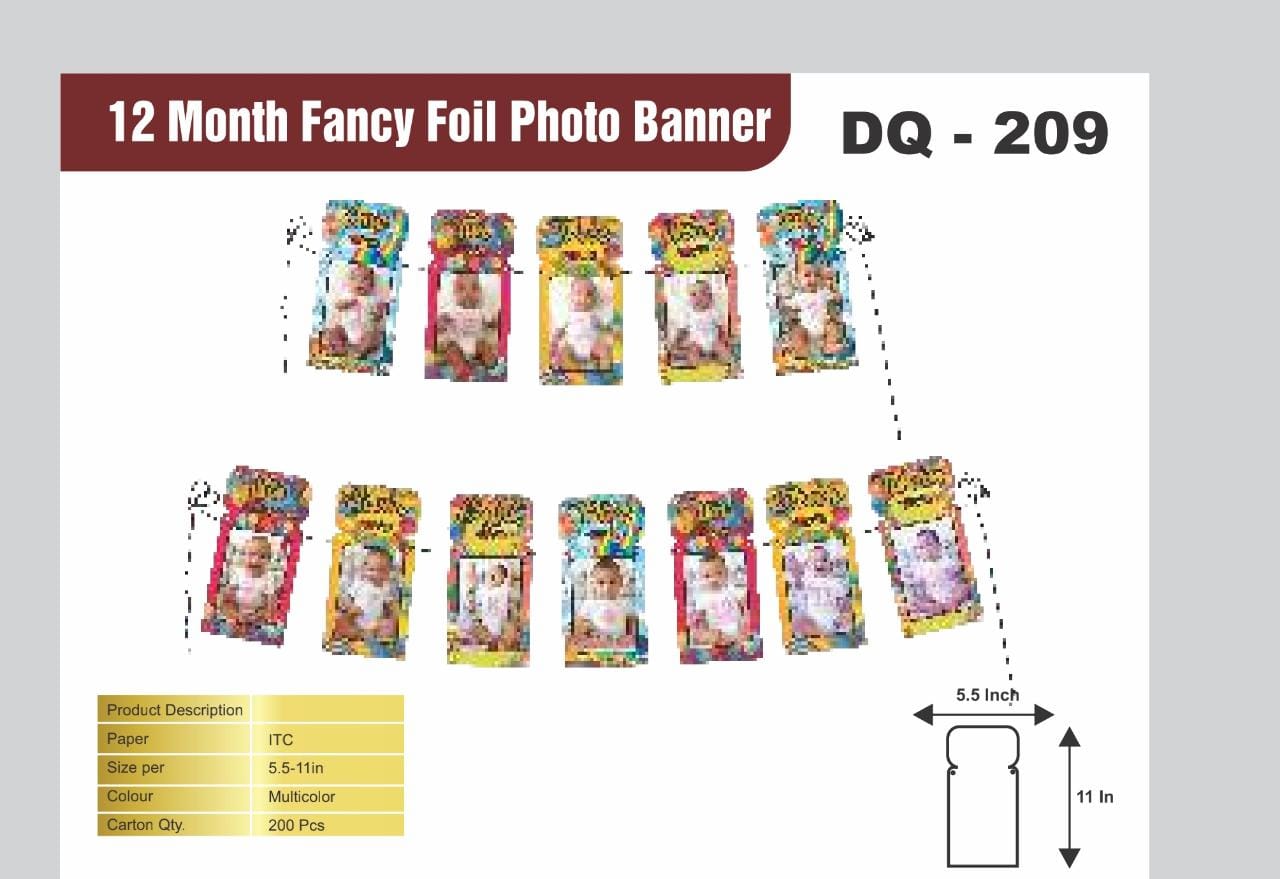 12 Month Fancy Foil Photo Banner
DQ - 209
Product Description
Paper ITC
Size per 5.5-11in
Colour Multicolor
Carton Qty. 200 Pcs
5.5 Inch
11 In